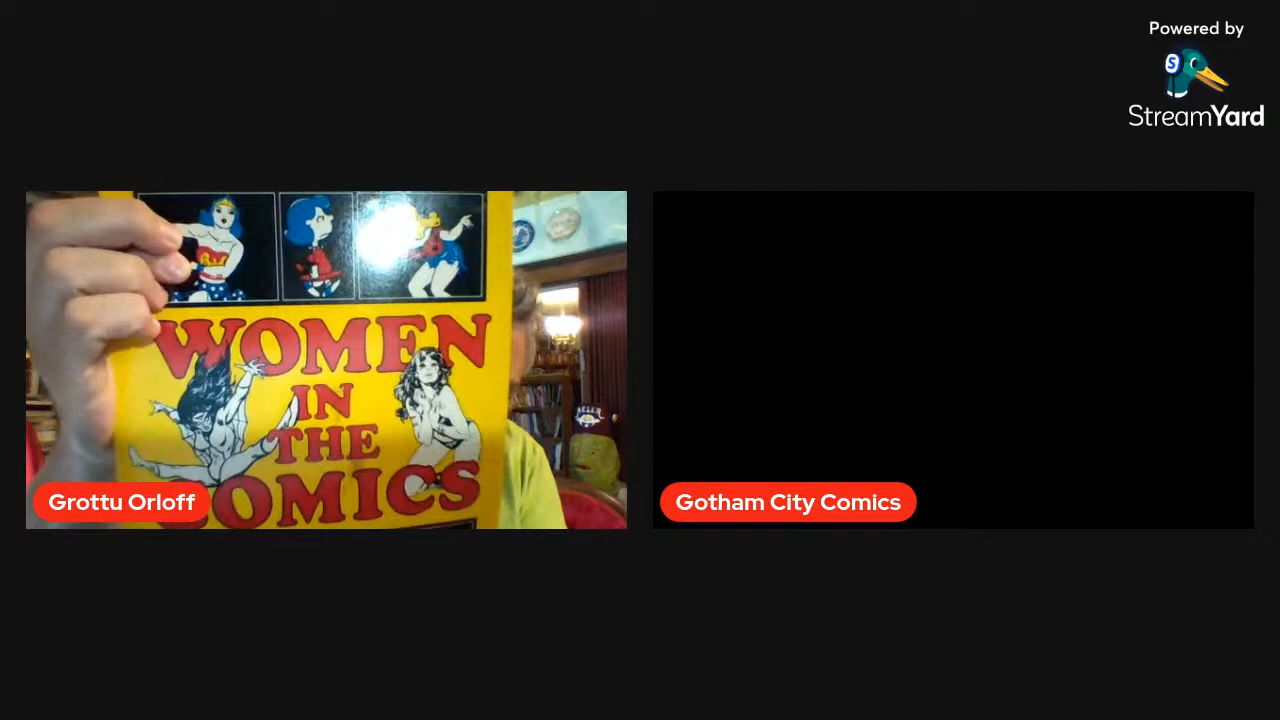 Powered by
S
StreamYard
WOMEN
IN
THE
COMICS
Grottu Orloff
Gotham City Comics